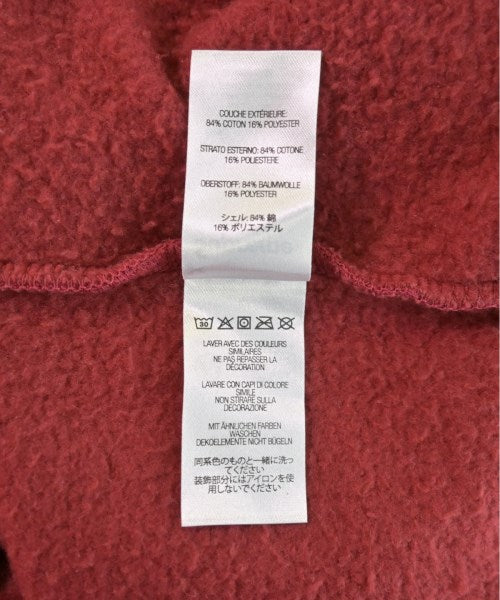 COUCHE EXTÉRIEURE:
84% COTON 16% POLYESTER
STRATO ESTERNO: 84% COTONE
16% POLIESTERE
OBERSTOFF: 84% BAUMWOLLE
16% POLYESTER
シェル: 84% 綿
16% ポリエステル
30
LAVER AVEC DES COULEURS
SIMILAIRES
NE PAS REPASSER LA
DÉCORATION
LAVARE CON CAPI DI COLORE
SIMILE
NON STIRARE SULLA
DECORAZIONE
MIT ÄHNLICHEN FARBEN
WASCHEN
DEKOELEMENTE NICHT BÜGELN
同系色のものと一緒に洗っ
てください
装飾部分にはアイロンを使
用しないでください